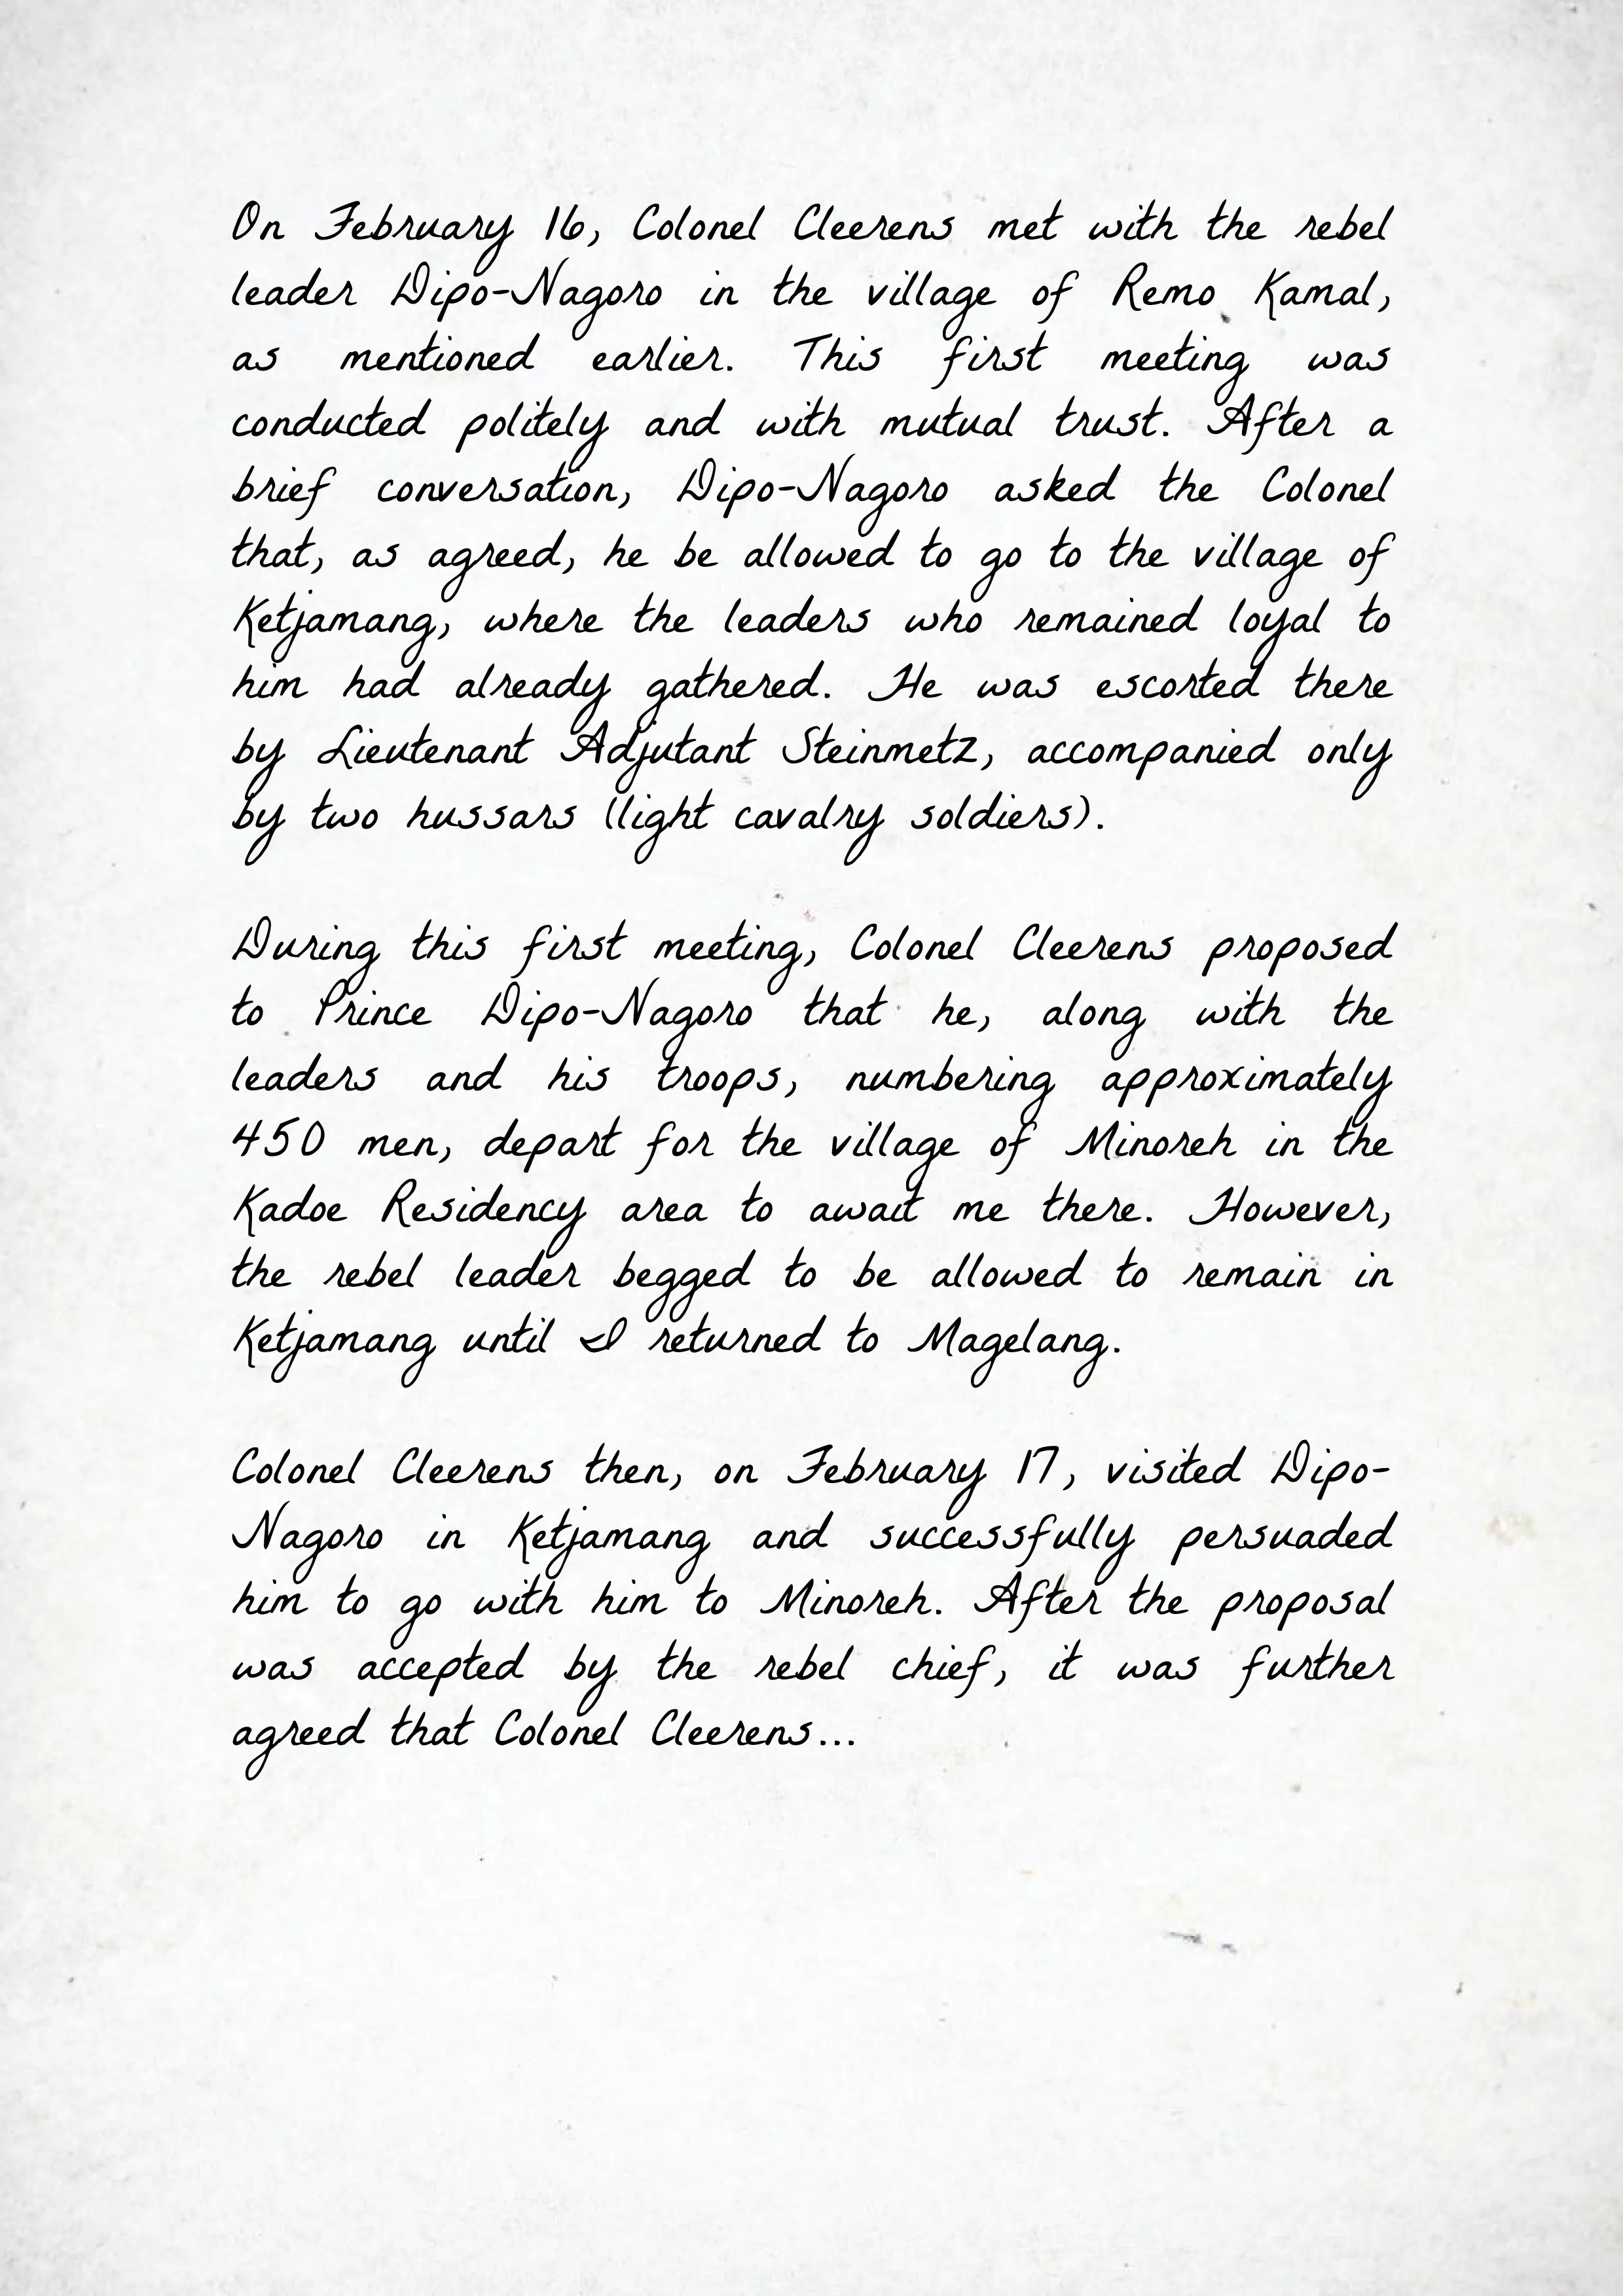 On February 16, Colonel Cleerens met with the rebel
leader Dipo-Nagoro in the village of Remo Kamal,
as mentioned earlier. This first meeting was
conducted politely and with mutual trust. After a
brief conversation, Dipo-Nagoro asked the Colonel
that, as agreed, he be allowed to go to the village of
Ketjamang, where the leaders who remained loyal to
him had already gathered. He was escorted there
by Lieutenant Adjutant Steinmetz, accompanied only
by two hussars (light cavalry soldiers).

During this first meeting, Colonel Cleerens proposed
to Prince Dipo-Nagoro that he, along with the
leaders and his troops, numbering approximately
450 men, depart for the village of Minoreh in the
Kadoe Residency area to await me there. However,
the rebel leader begged to be allowed to remain in
Ketjamang until I returned to Magelang.

Colonel Cleerens then, on February 17, visited Dipo-
Nagoro in Ketjamang and successfully persuaded
him to go with him to Minoreh. After the proposal
was accepted by the rebel chief, it was further
agreed that Colonel Cleerens...